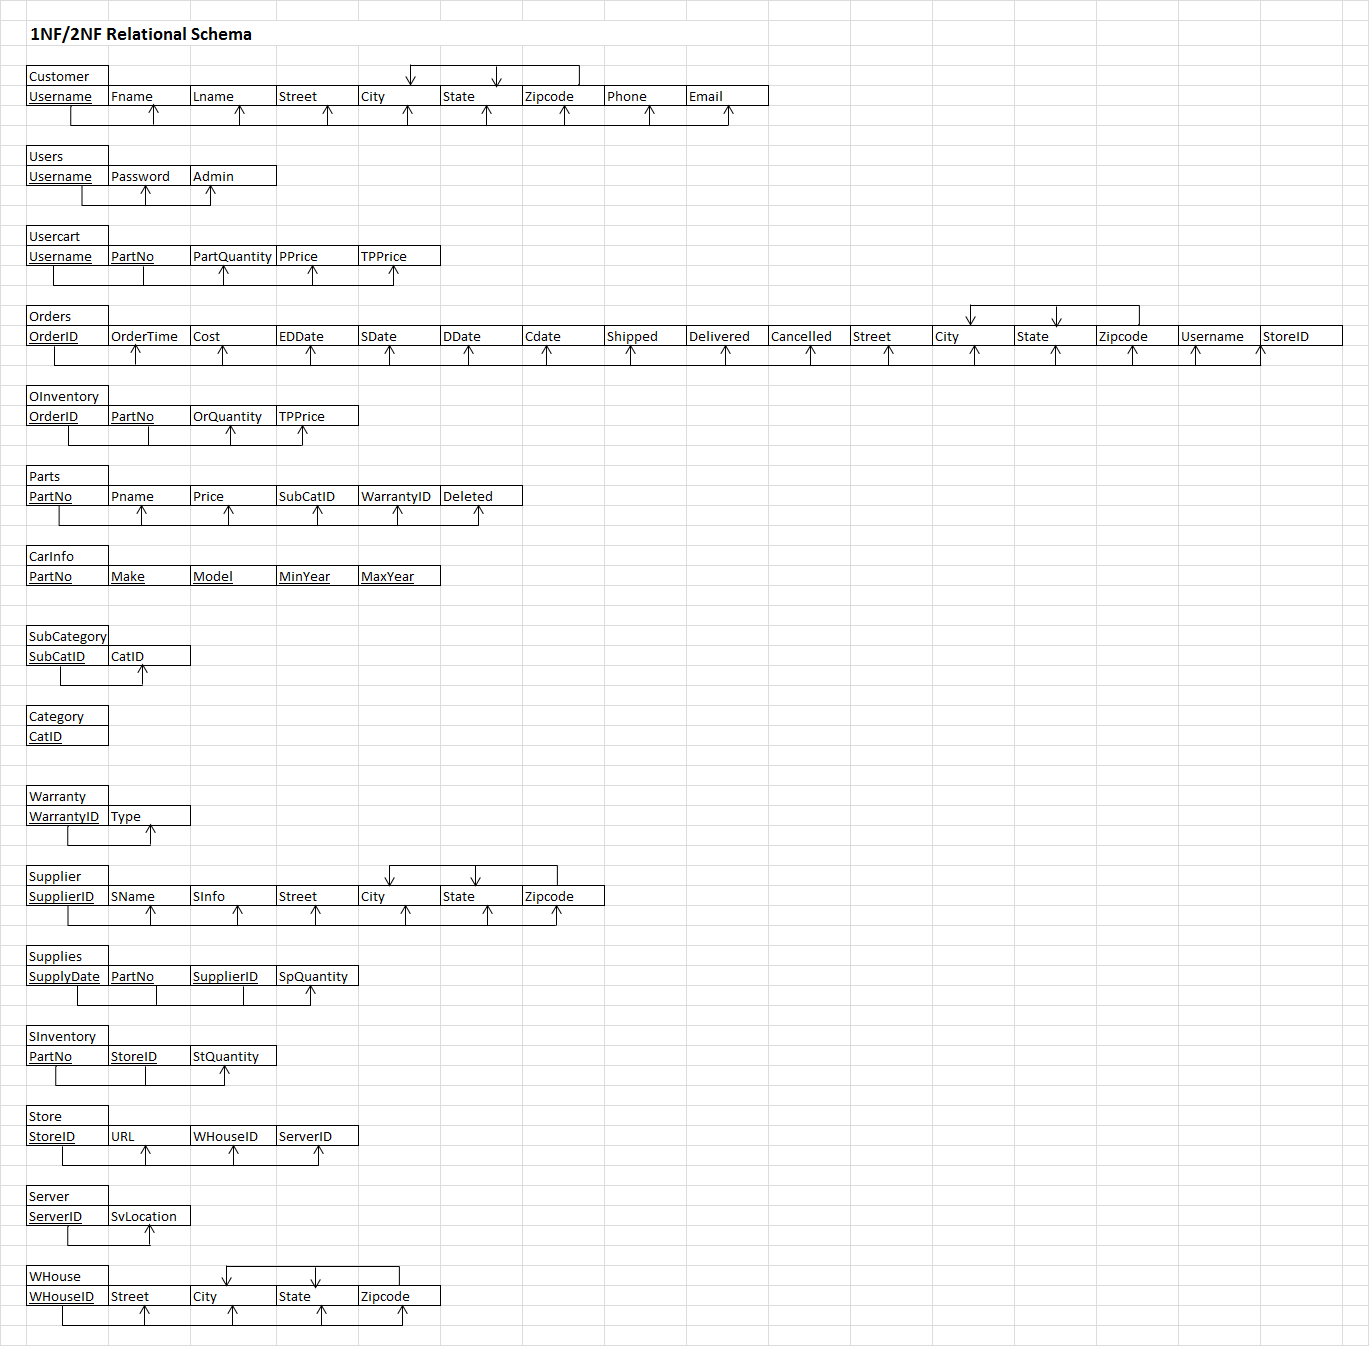 1NF/2NF Relational Schema
Customer
Username Fname Lname Street City State Zipcode Phone Email
Users
Username Password Admin
Usercart
Username PartNo PartQuantity PPrice TPPrice
Orders
OrderID OrderTime Cost EDDate SDate DDate Cdate Shipped Delivered Cancelled Street City State Zipcode Username StoreID
OInventory
OrderID PartNo OrQuantity TPPrice
Parts
PartNo Pname Price SubCatID WarrantyID Deleted
CarInfo
PartNo Make Model MinYear MaxYear
SubCategory
SubCatID CatID
Category
CatID
Warranty
WarrantyID Type
Supplier
SupplierID SName SInfo Street City State Zipcode
Supplies
SupplyDate PartNo SupplierID SpQuantity
SInventory
PartNo StoreID StQuantity
Store
StoreID URL WHouseID ServerID
Server
ServerID SvLocation
WHouse
WHouseID Street City State Zipcode